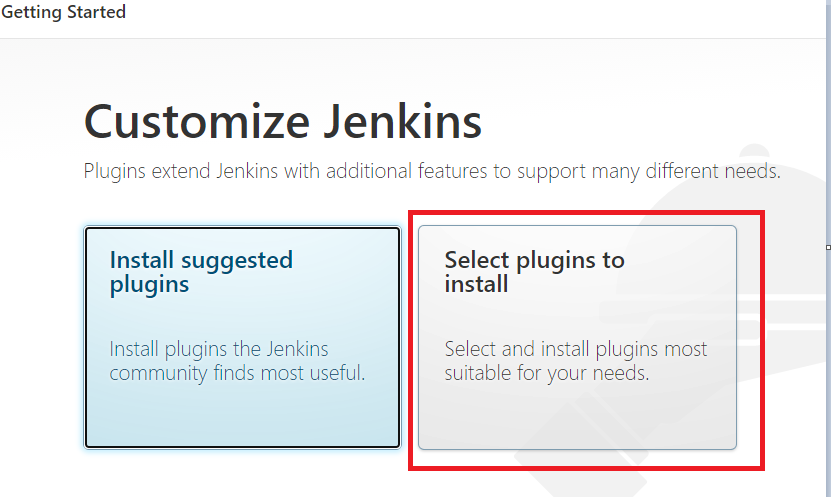 Getting Started
Customize Jenkins
Plugins extend Jenkins with additional features to support many different needs.
Install suggested
plugins
Install plugins the Jenkins
community finds most useful.
Select plugins to
install
Select and install plugins most
suitable for your needs.